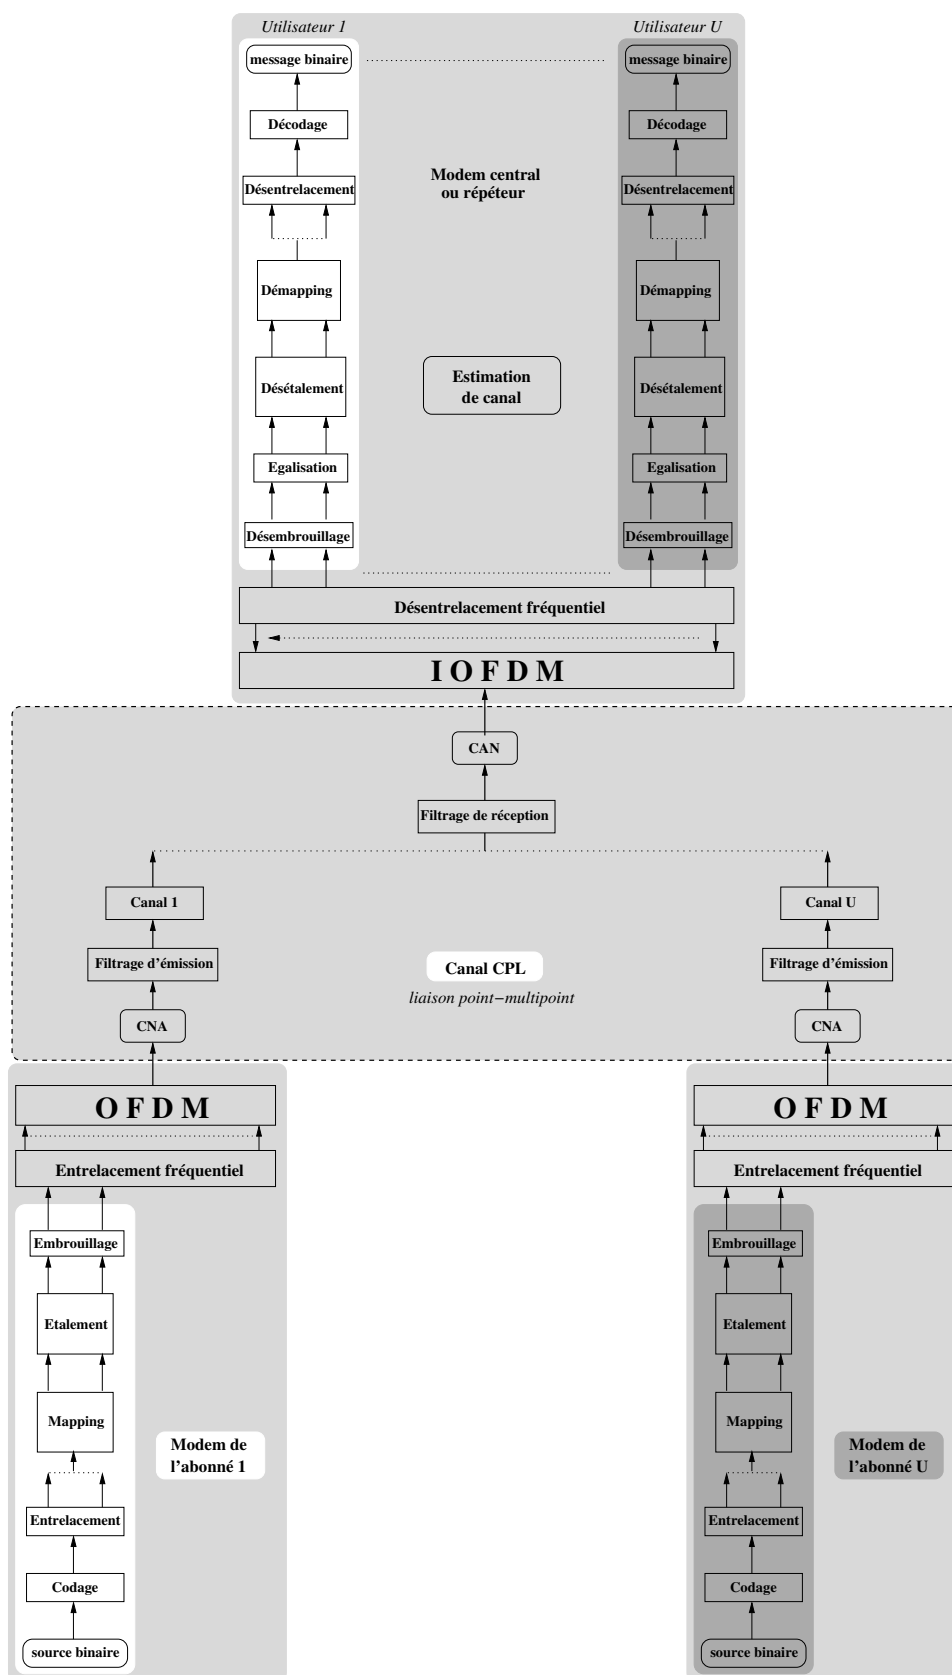 Utilisateur 1
Utilisateur U
message binaire
message binaire
Décodage
Décodage
Modem central
ou répéteur
Désentrelacement
Désentrelacement
Démapping
Démapping
Estimation
de canal
Désétalement
Désétalement
Egalisation
Egalisation
Désembrouillage
Désembrouillage
Désentrelacement fréquentiel
I O F D M
CAN
Filtrage de réception
Canal 1
Canal U
Filtrage d'émission
Canal CPL
Filtrage d'émission
liaison point−multipoint
CNA
CNA
O F D M
O F D M
Entrelacement fréquentiel
Entrelacement fréquentiel
Embrouillage
Embrouillage
Etalement
Etalement
Mapping
Mapping
Modem de
l'abonné 1
Modem de
l'abonné U
Entrelacement
Entrelacement
Codage
Codage
source binaire
source binaire